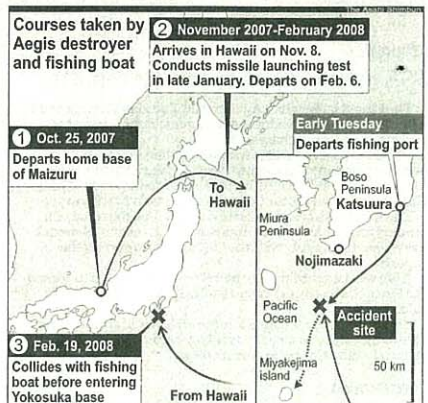 The Asahi Shimbun
Courses taken by
Aegis destroyer
and fishing boat
2 November 2007-February 2008
Arrives in Hawaii on Nov. 8.
Conducts missile launching test
in late January. Departs on Feb. 6.
1 Oct. 25, 2007
Departs home base
of Maizuru
To
Hawaii
3 Feb. 19, 2008
Collides with fishing
boat before entering
Yokosuka base
From Hawaii
Early Tuesday
Departs fishing port
Boso
Peninsula
Katsuura
Miura
Peninsula
Nojimazaki
Pacific
Ocean
Accident
site
Miyakejima
island
50 km